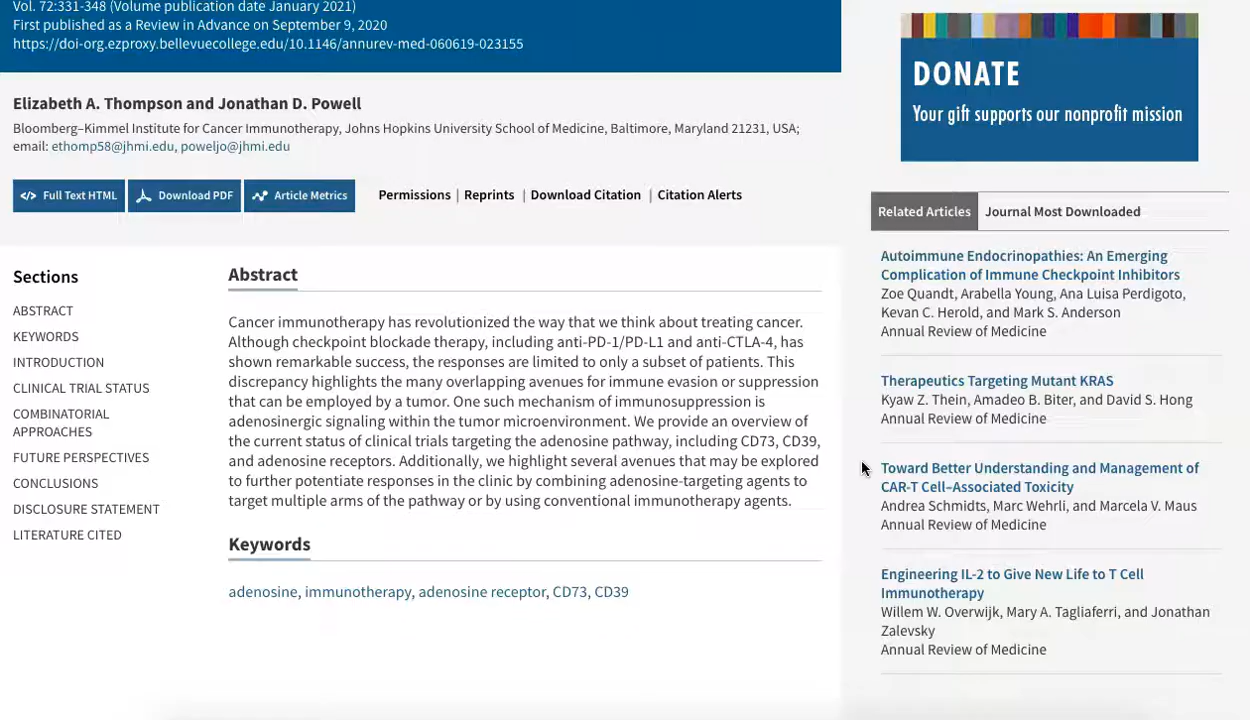 Vol. 72:331-348 (Volume publication date January 2021)
First published as a Review in Advance on September 9, 2020
https://doi-org.ezproxy.bellevuecollege.edu/10.1146/annurev-med-060619-023155
Elizabeth A. Thompson and Jonathan D. Powell
Bloomberg–Kimmel Institute for Cancer Immunotherapy, Johns Hopkins University School of Medicine, Baltimore, Maryland 21231, USA;
email: ethomp58@jhmi.edu, poweljo@jhmi.edu
</> Full Text HTML
Download PDF
Article Metrics
Permissions | Reprints | Download Citation | Citation Alerts
Sections
ABSTRACT
KEYWORDS
INTRODUCTION
CLINICAL TRIAL STATUS
COMBINATORIAL
APPROACHES
FUTURE PERSPECTIVES
CONCLUSIONS
DISCLOSURE STATEMENT
LITERATURE CITED
Abstract
Cancer immunotherapy has revolutionized the way that we think about treating cancer.
Although checkpoint blockade therapy, including anti-PD-1/PD-L1 and anti-CTLA-4, has
shown remarkable success, the responses are limited to only a subset of patients. This
discrepancy highlights the many overlapping avenues for immune evasion or suppression
that can be employed by a tumor. One such mechanism of immunosuppression is
adenosinergic signaling within the tumor microenvironment. We provide an overview of
the current status of clinical trials targeting the adenosine pathway, including CD73, CD39,
and adenosine receptors. Additionally, we highlight several avenues that may be explored
to further potentiate responses in the clinic by combining adenosine-targeting agents to
target multiple arms of the pathway or by using conventional immunotherapy agents.
Keywords
adenosine, immunotherapy, adenosine receptor, CD73, CD39
DONATE
Your gift supports our nonprofit mission
Related Articles
Journal Most Downloaded
Autoimmune Endocrinopathies: An Emerging
Complication of Immune Checkpoint Inhibitors
Zoe Quandt, Arabella Young, Ana Luisa Perdigoto,
Kevan C. Herold, and Mark S. Anderson
Annual Review of Medicine
Therapeutics Targeting Mutant KRAS
Kyaw Z. Thein, Amadeo B. Biter, and David S. Hong
Annual Review of Medicine
Toward Better Understanding and Management of
CAR-T Cell–Associated Toxicity
Andrea Schmidts, Marc Wehrli, and Marcela V. Maus
Annual Review of Medicine
Engineering IL-2 to Give New Life to T Cell
Immunotherapy
Willem W. Overwijk, Mary A. Tagliaferri, and Jonathan
Zalevsky
Annual Review of Medicine